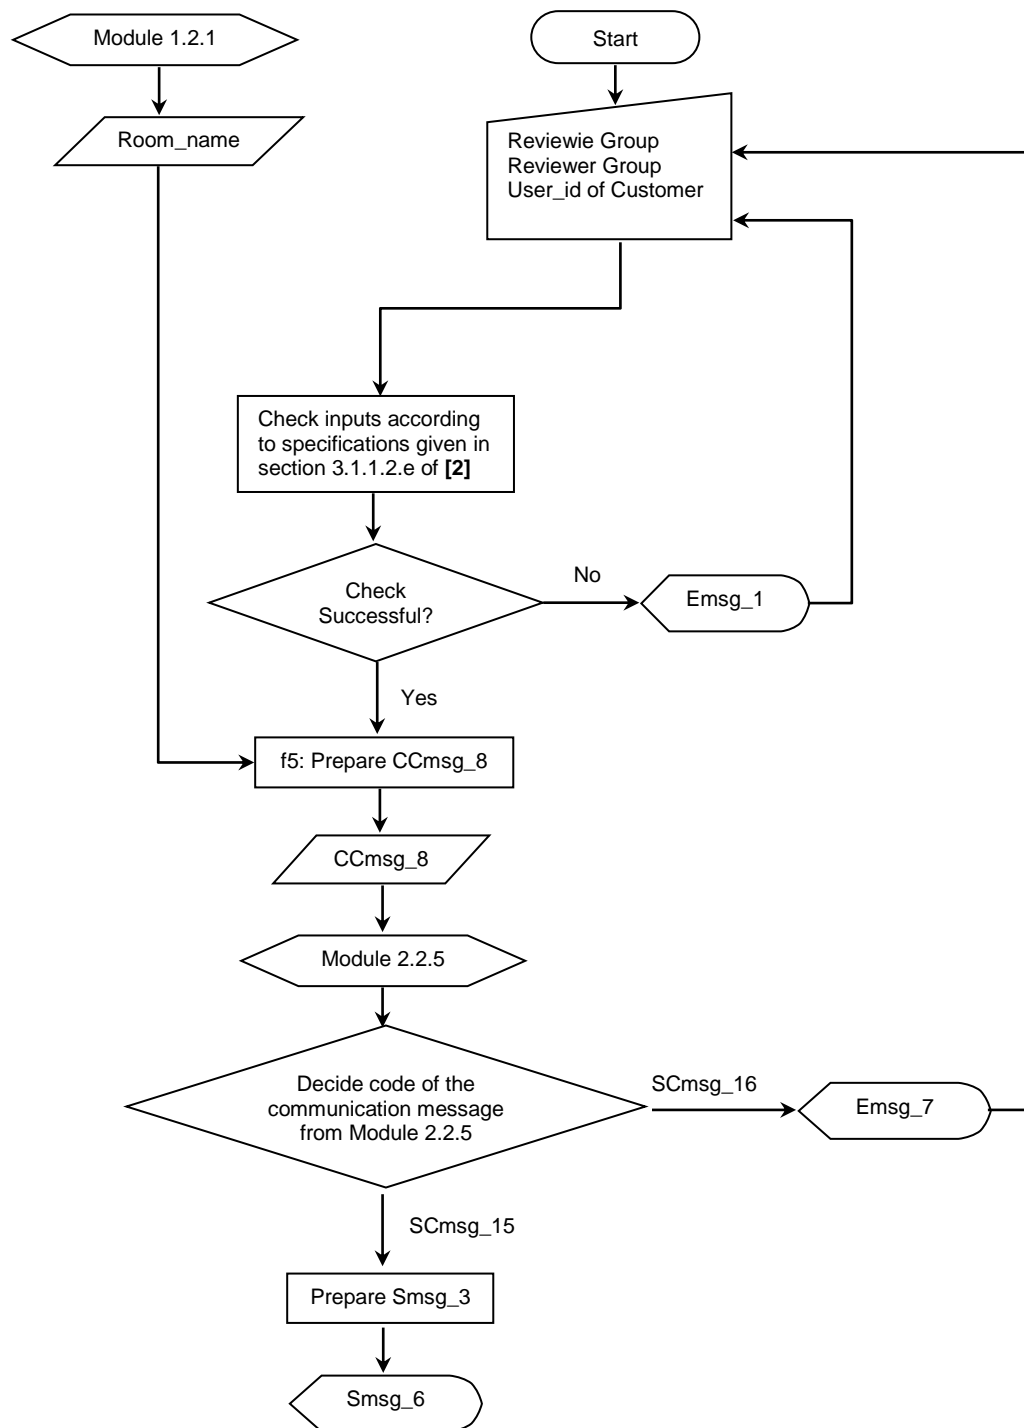 Module 1.2.1
Start
Room_name
Reviewie Group
Reviewer Group
User_id of Customer
Check inputs according
to specifications given in
section 3.1.1.2.e of [2]
Check
Successful?
No
Emsg_1
Yes
f5: Prepare CCmsg_8
CCmsg_8
Module 2.2.5
Decide code of the
communication message
from Module 2.2.5
SCmsg_16
Emsg_7
SCmsg_15
Prepare Smsg_3
Smsg_6